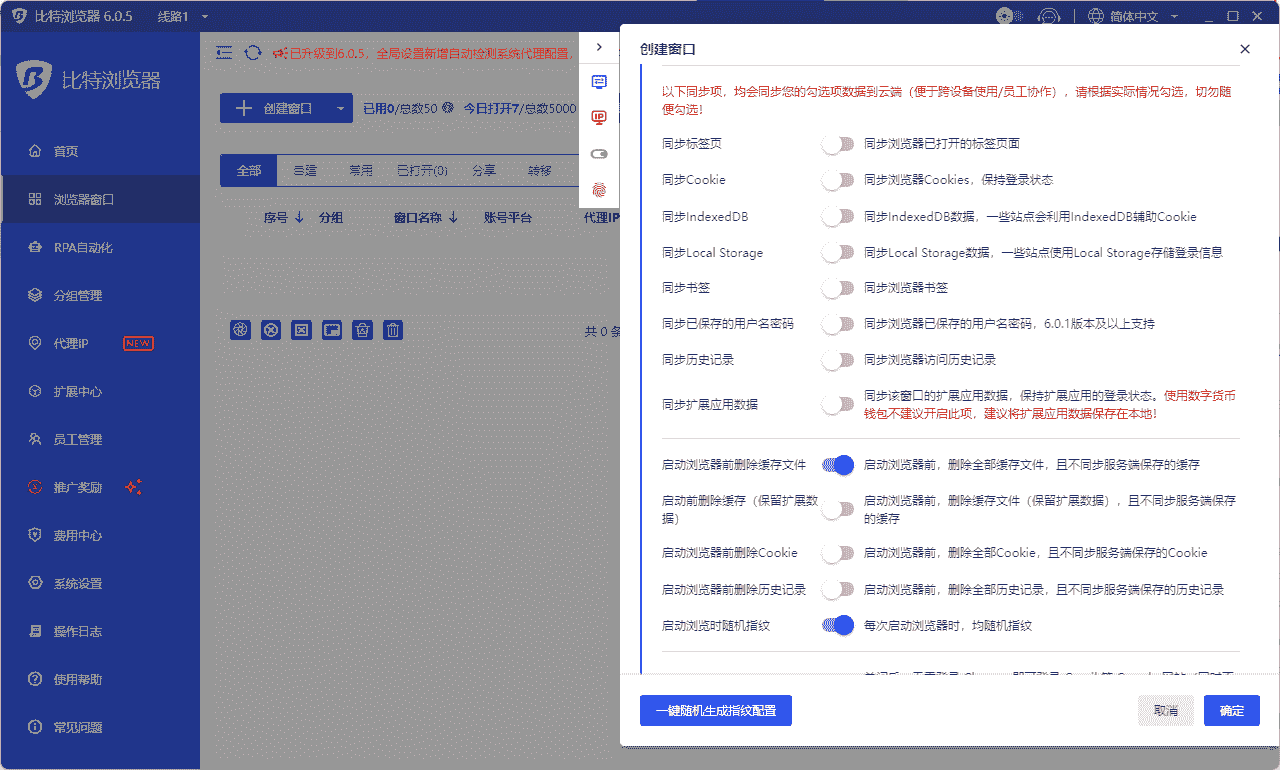 比特浏览器 6.0.5 线路1
简体中文
比特浏览器
首页
浏览器窗口
RPA自动化
分组管理
代理IP NEW
扩展中心
员工管理
推广奖励
费用中心
系统设置
操作日志
使用帮助
常见问题
已升级到6.0.5，全局设置新增自动检测系统代理配置，
创建窗口 已用0/总数50 今日打开7/总数5000
全部 自建 常用 已打开(0) 分享 转移
序号 分组 窗口名称 账号平台 代理IP
共 0 条
IP
创建窗口
以下同步项，均会同步您的勾选项数据到云端（便于跨设备使用/员工协作），请根据实际情况勾选，切勿随
便勾选！
同步标签页 同步浏览器已打开的标签页面
同步Cookie 同步浏览器Cookies，保持登录状态
同步IndexedDB 同步IndexedDB数据，一些站点会利用IndexedDB辅助Cookie
同步Local Storage 同步Local Storage数据，一些站点使用Local Storage存储登录信息
同步书签 同步浏览器书签
同步已保存的用户名密码 同步浏览器已保存的用户名密码，6.0.1版本及以上支持
同步历史记录 同步浏览器访问历史记录
同步扩展应用数据 同步该窗口的扩展应用数据，保持扩展应用的登录状态。使用数字货币
钱包不建议开启此项，建议将扩展应用数据保存在本地！
启动浏览器前删除缓存文件 启动浏览器前，删除全部缓存文件，且不同步服务端保存的缓存
启动前删除缓存（保留扩展数 启动浏览器前，删除缓存文件（保留扩展数据），且不同步服务端保存
据） 的缓存
启动浏览器前删除Cookie 启动浏览器前，删除全部Cookie，且不同步服务端保存的Cookie
启动浏览器前删除历史记录 启动浏览器前，删除全部历史记录，且不同步服务端保存的历史记录
启动浏览时随机指纹 每次启动浏览器时，均随机指纹
一键随机生成指纹配置 取消 确定